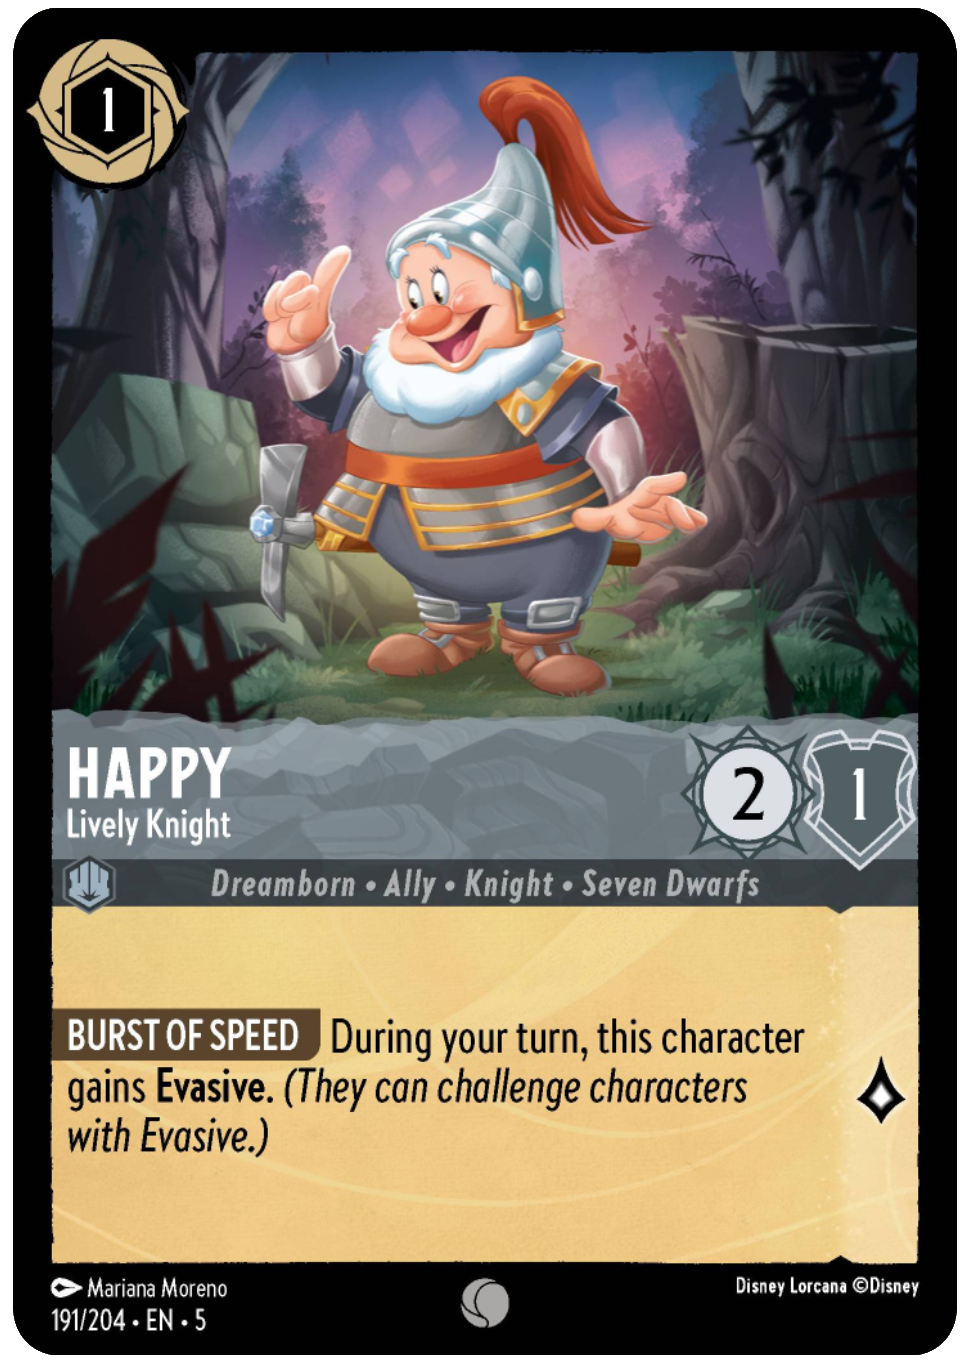 1
HAPPY
Lively Knight
2
1
Dreamborn • Ally • Knight • Seven Dwarfs
BURST OF SPEED During your turn, this character
gains Evasive. (They can challenge characters
with Evasive.)
Mariana Moreno
191/204 • EN • 5
Disney Lorcana ©Disney